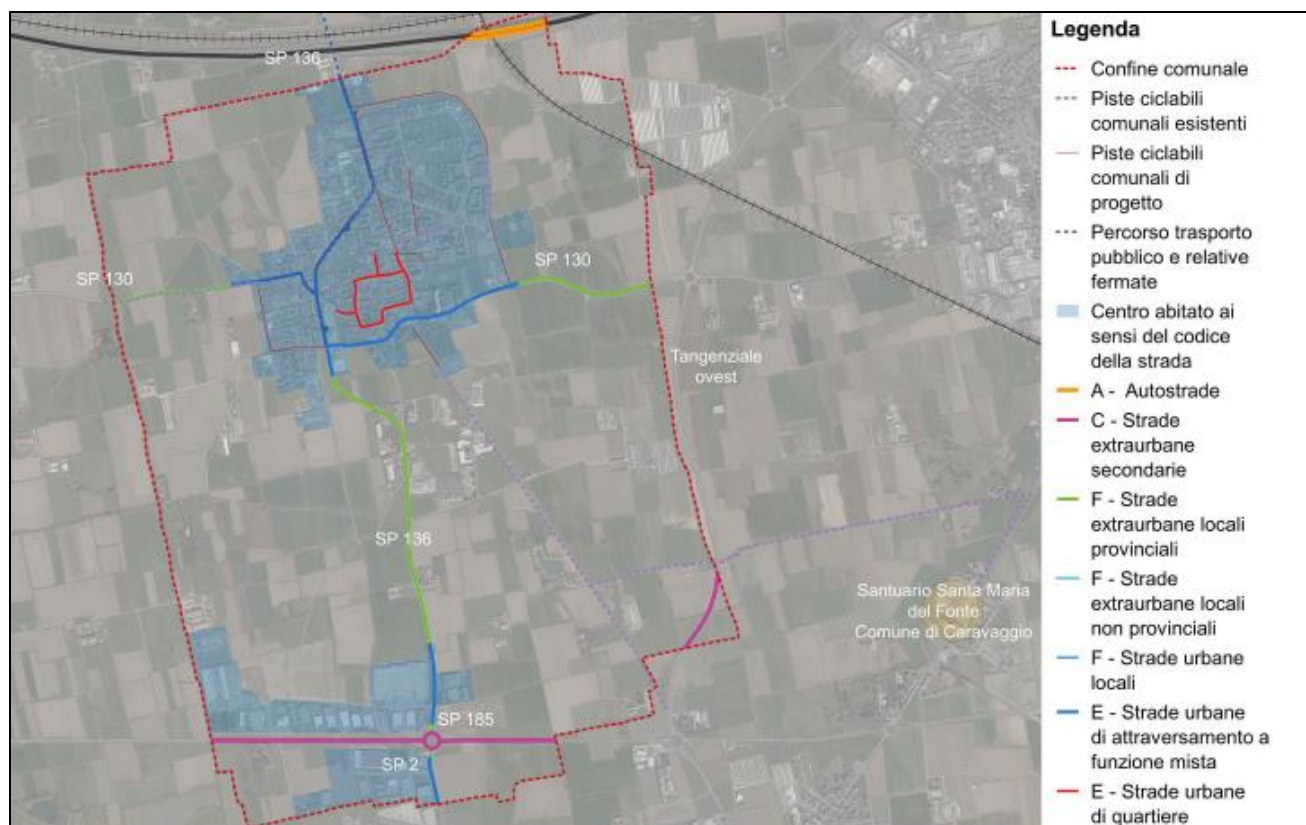 SP 136
SP 130
SP 130
Tangenziale
ovest
SP 136
Santuario Santa Maria
del Fonte
Comune di Caravaggio
SP 185
SP 2
Legenda
Confine comunale
Piste ciclabili
comunali esistenti
Piste ciclabili
comunali di
progetto
Percorso trasporto
pubblico e relative
fermate
Centro abitato ai
sensi del codice
della strada
A - Autostrade
C - Strade
extraurbane
secondarie
F - Strade
extraurbane locali
provinciali
F - Strade
extraurbane locali
non provinciali
F - Strade urbane
locali
E - Strade urbane
di attraversamento a
funzione mista
E - Strade urbane
di quartiere